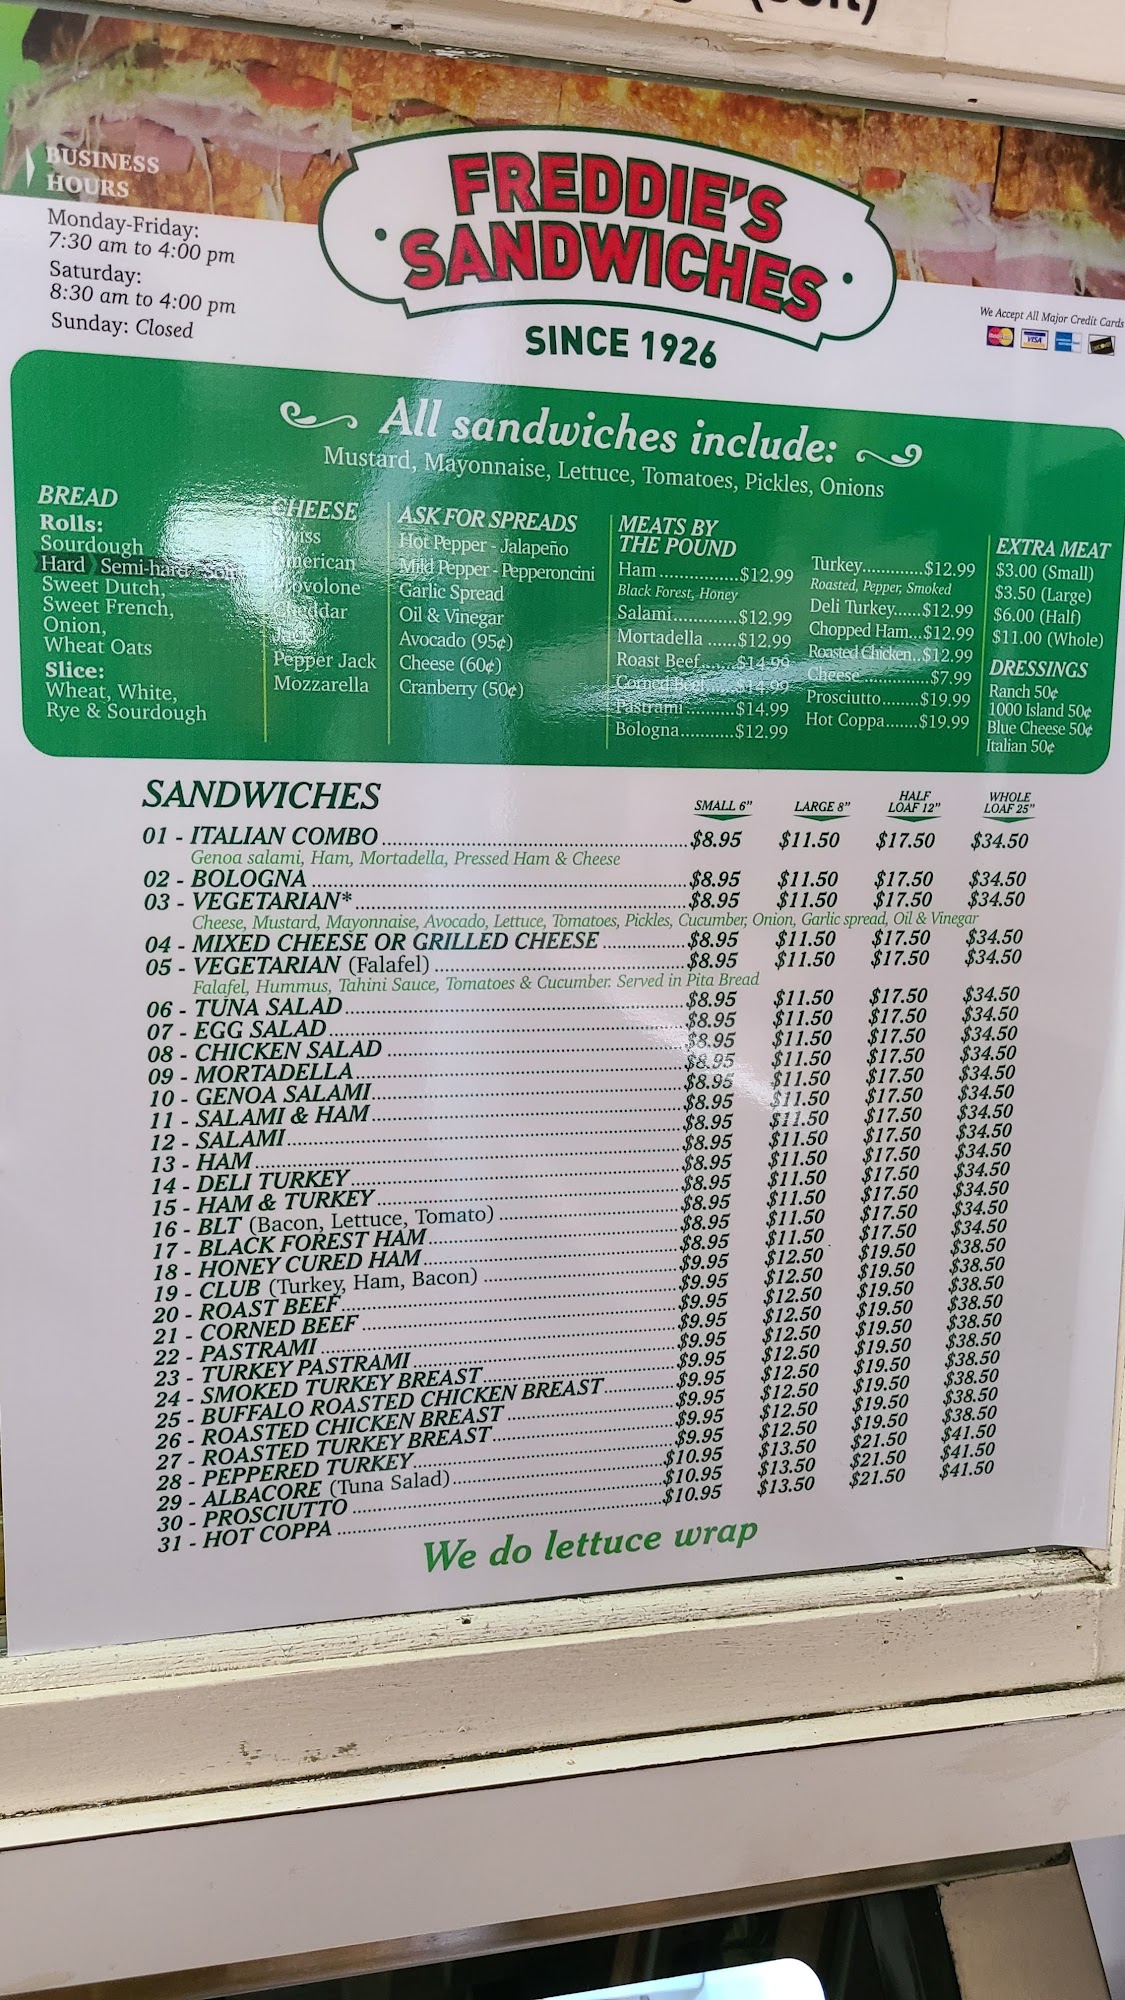 BUSINESS
HOURS
Monday-Friday:
7:30 am to 4:00 pm
Saturday:
8:30 am to 4:00 pm
Sunday: Closed
FREDDIE'S
SANDWICHES
SINCE 1926
We Accept All Major Credit Cards
VISA
All sandwiches include:
Mustard, Mayonnaise, Lettuce, Tomatoes, Pickles, Onions
BREAD
Rolls:
Sourdough
Hard Semi-hard Soft
Sweet Dutch,
Sweet French,
Onion,
Wheat Oats
Slice:
Wheat, White,
Rye & Sourdough
CHEESE
Swiss
American
Provolone
Cheddar
Jack
Pepper Jack
Mozzarella
ASK FOR SPREADS
Hot Pepper - Jalapeño
Mild Pepper - Pepperoncini
Garlic Spread
Oil & Vinegar
Avocado (95¢)
Cheese (60¢)
Cranberry (50¢)
MEATS BY
THE POUND
Ham................$12.99
Black Forest, Honey
Salami.............$12.99
Mortadella ......$12.99
Roast Beef.......$14.99
Corned Beef......$14.99
Pastrami..........$14.99
Bologna...........$12.99
Turkey.............$12.99
Roasted, Pepper, Smoked
Deli Turkey......$12.99
Chopped Ham...$12.99
Roasted Chicken..$12.99
Cheese..............$7.99
Prosciutto........$19.99
Hot Coppa.......$19.99
EXTRA MEAT
$3.00 (Small)
$3.50 (Large)
$6.00 (Half)
$11.00 (Whole)
DRESSINGS
Ranch 50¢
1000 Island 50¢
Blue Cheese 50¢
Italian 50¢
SANDWICHES SMALL 6" LARGE 8" HALF LOAF 12" WHOLE LOAF 25"
01 - ITALIAN COMBO $8.95 $11.50 $17.50 $34.50
Genoa salami, Ham, Mortadella, Pressed Ham & Cheese
02 - BOLOGNA $8.95 $11.50 $17.50 $34.50
03 - VEGETARIAN* $8.95 $11.50 $17.50 $34.50
Cheese, Mustard, Mayonnaise, Avocado, Lettuce, Tomatoes, Pickles, Cucumber, Onion, Garlic spread, Oil & Vinegar
04 - MIXED CHEESE OR GRILLED CHEESE $8.95 $11.50 $17.50 $34.50
05 - VEGETARIAN (Falafel) $8.95 $11.50 $17.50 $34.50
Falafel, Hummus, Tahini Sauce, Tomatoes & Cucumber. Served in Pita Bread
06 - TUNA SALAD $8.95 $11.50 $17.50 $34.50
07 - EGG SALAD $8.95 $11.50 $17.50 $34.50
08 - CHICKEN SALAD $8.95 $11.50 $17.50 $34.50
09 - MORTADELLA $8.95 $11.50 $17.50 $34.50
10 - GENOA SALAMI $8.95 $11.50 $17.50 $34.50
11 - SALAMI & HAM $8.95 $11.50 $17.50 $34.50
12 - SALAMI $8.95 $11.50 $17.50 $34.50
13 - HAM $8.95 $11.50 $17.50 $34.50
14 - DELI TURKEY $8.95 $11.50 $17.50 $34.50
15 - HAM & TURKEY $8.95 $11.50 $17.50 $34.50
16 - BLT (Bacon, Lettuce, Tomato) $8.95 $11.50 $17.50 $34.50
17 - BLACK FOREST HAM $8.95 $11.50 $17.50 $34.50
18 - HONEY CURED HAM $8.95 $11.50 $17.50 $34.50
19 - CLUB (Turkey, Ham, Bacon) $9.95 $12.50 $19.50 $38.50
20 - ROAST BEEF $9.95 $12.50 $19.50 $38.50
21 - CORNED BEEF $9.95 $12.50 $19.50 $38.50
22 - PASTRAMI $9.95 $12.50 $19.50 $38.50
23 - TURKEY PASTRAMI $9.95 $12.50 $19.50 $38.50
24 - SMOKED TURKEY BREAST $9.95 $12.50 $19.50 $38.50
25 - BUFFALO ROASTED CHICKEN BREAST $9.95 $12.50 $19.50 $38.50
26 - ROASTED CHICKEN BREAST $9.95 $12.50 $19.50 $38.50
27 - ROASTED TURKEY BREAST $9.95 $12.50 $19.50 $38.50
28 - PEPPERED TURKEY $9.95 $12.50 $19.50 $38.50
29 - ALBACORE (Tuna Salad) $10.95 $13.50 $21.50 $41.50
30 - PROSCIUTTO $10.95 $13.50 $21.50 $41.50
31 - HOT COPPA $10.95 $13.50 $21.50 $41.50
We do lettuce wrap